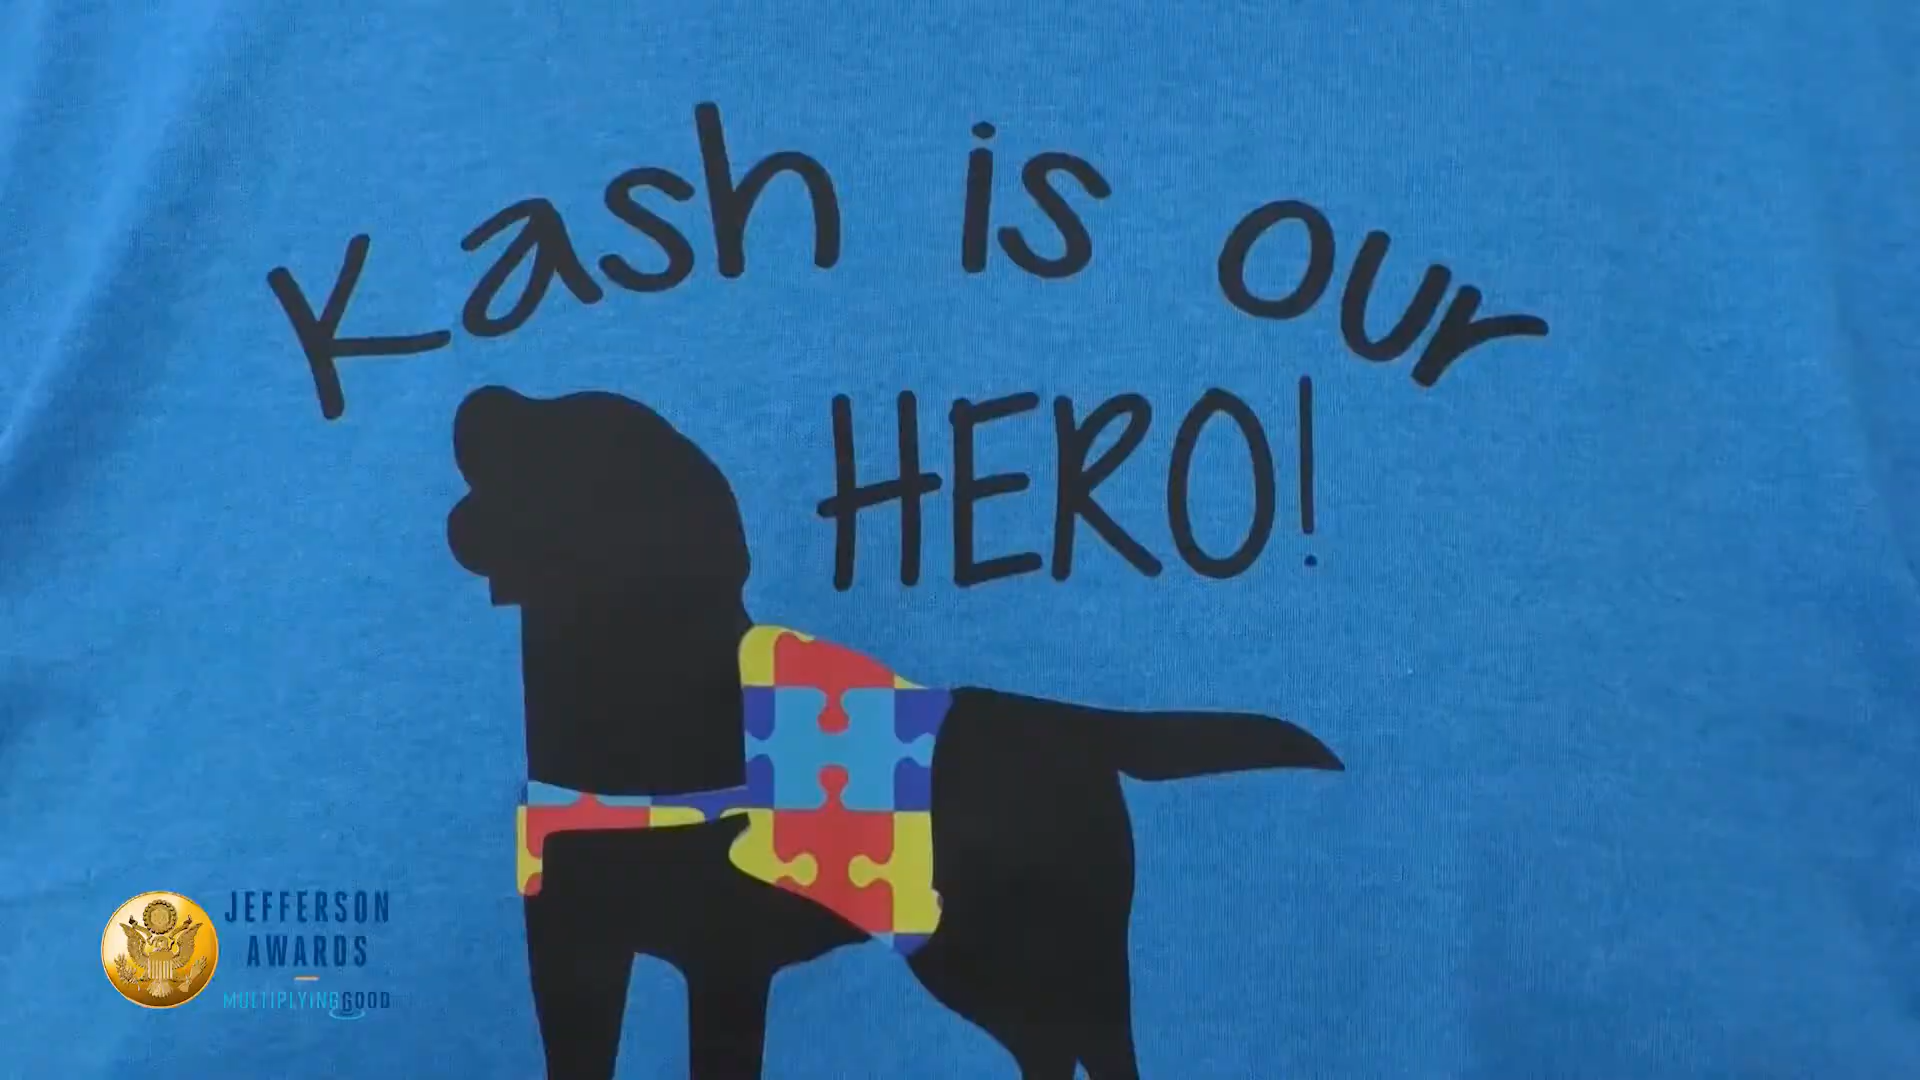 Kash is our
HERO!
JEFFERSON
AWARDS
MULTIPLYING GOOD